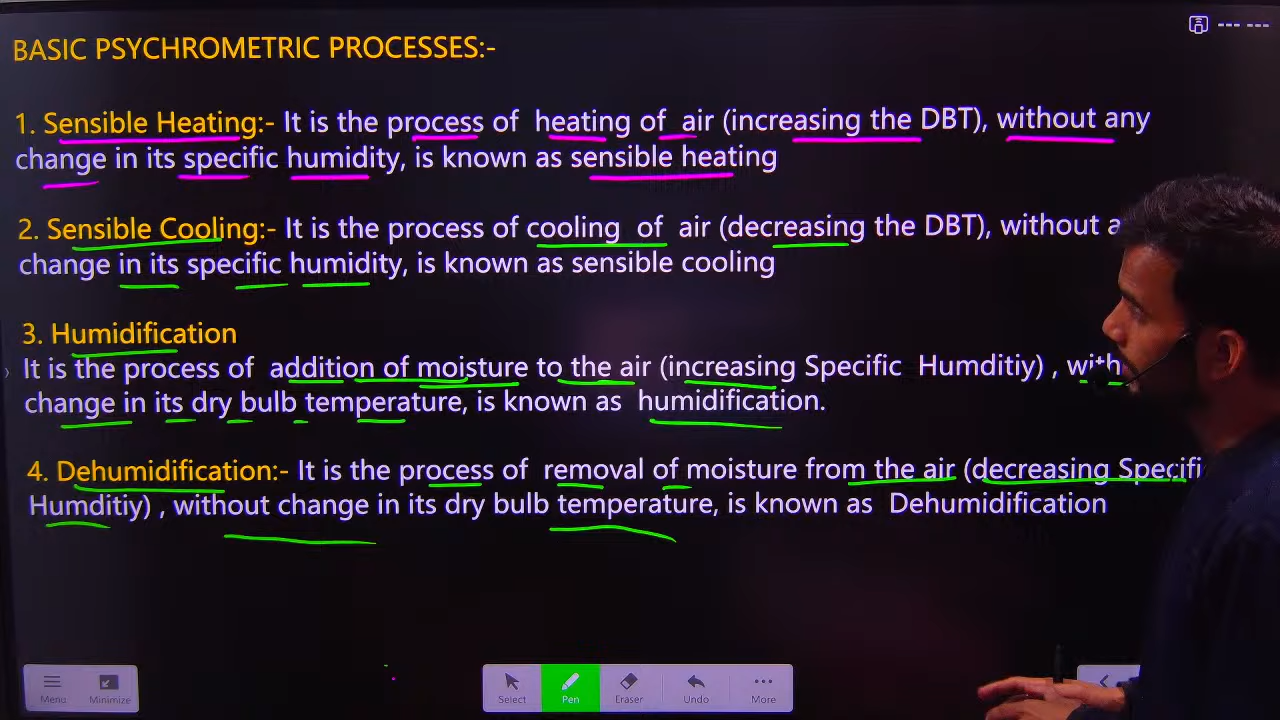 BASIC PSYCHROMETRIC PROCESSES:-
1. Sensible Heating:- It is the process of heating of air (increasing the DBT), without any
change in its specific humidity, is known as sensible heating
2. Sensible Cooling:- It is the process of cooling of air (decreasing the DBT), without
change in its specific humidity, is known as sensible cooling
3. Humidification
It is the process of addition of moisture to the air (increasing Specific Humditiy) ,
change in its dry bulb temperature, is known as humidification.
4. Dehumidification:- It is the process of removal of moisture from the air (decreasing
Humditiy) , without change in its dry bulb temperature, is known as Dehumidification
Menu Minimize Select Pen Eraser Undo More